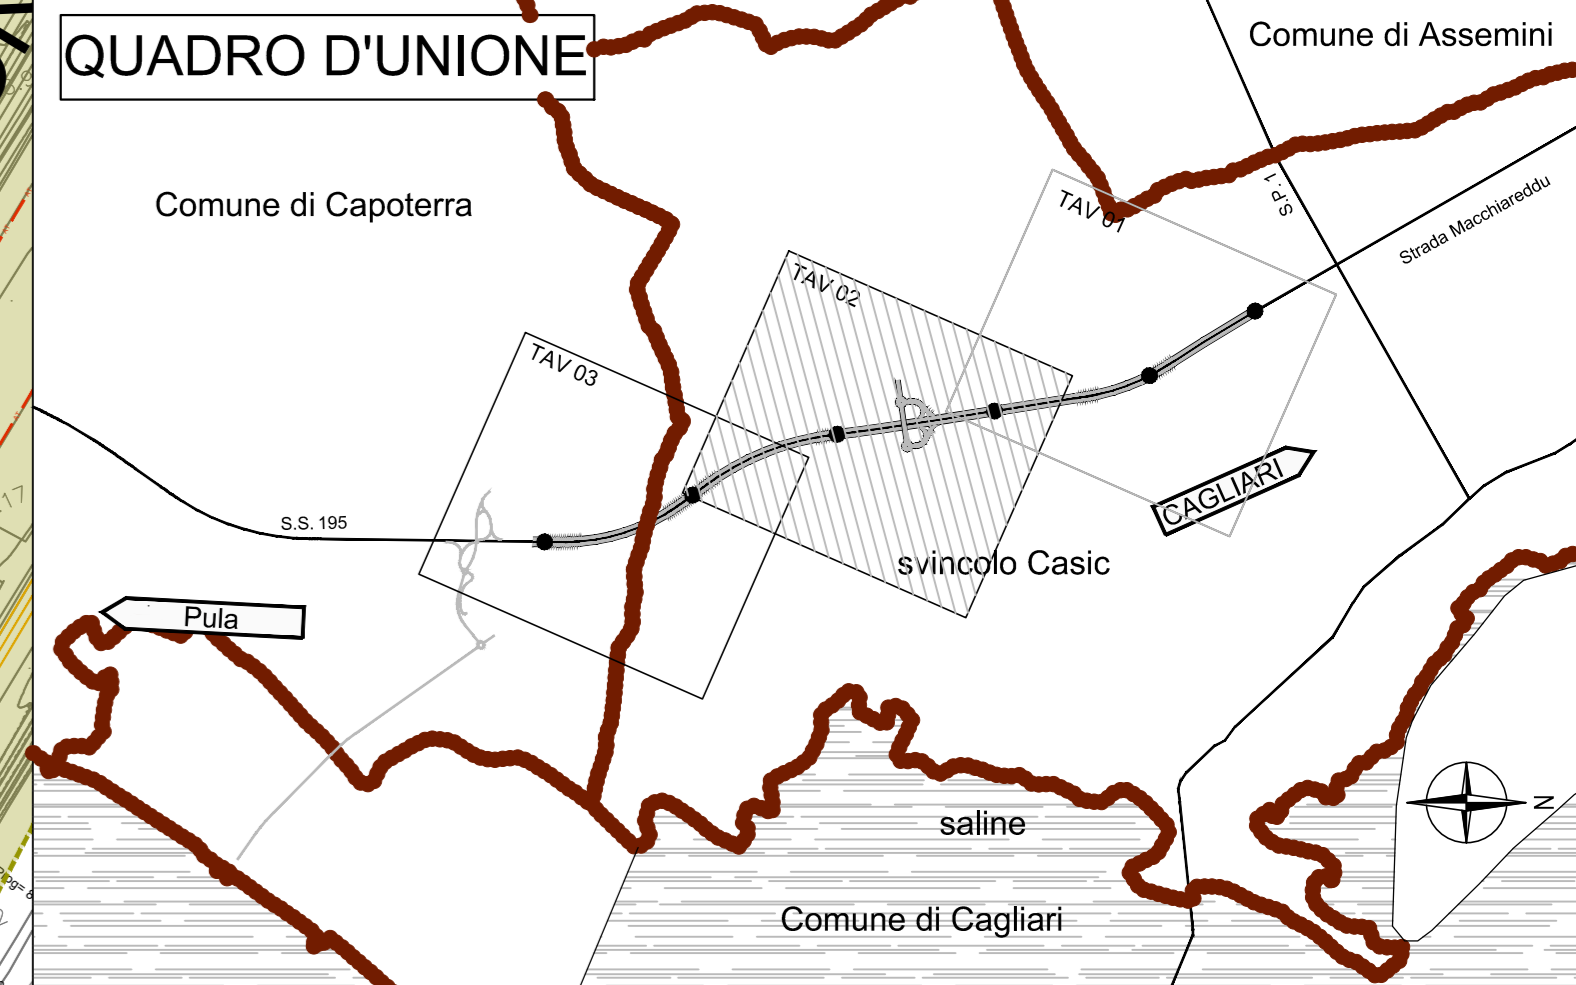 QUADRO D'UNIONE
Comune di Assemini
Comune di Capoterra
S.P. 1
Strada Macchiareddu
TAV 01
TAV 02
TAV 03
CAGLIARI
S.S. 195
svincolo Casic
Pula
saline
N
Comune di Cagliari